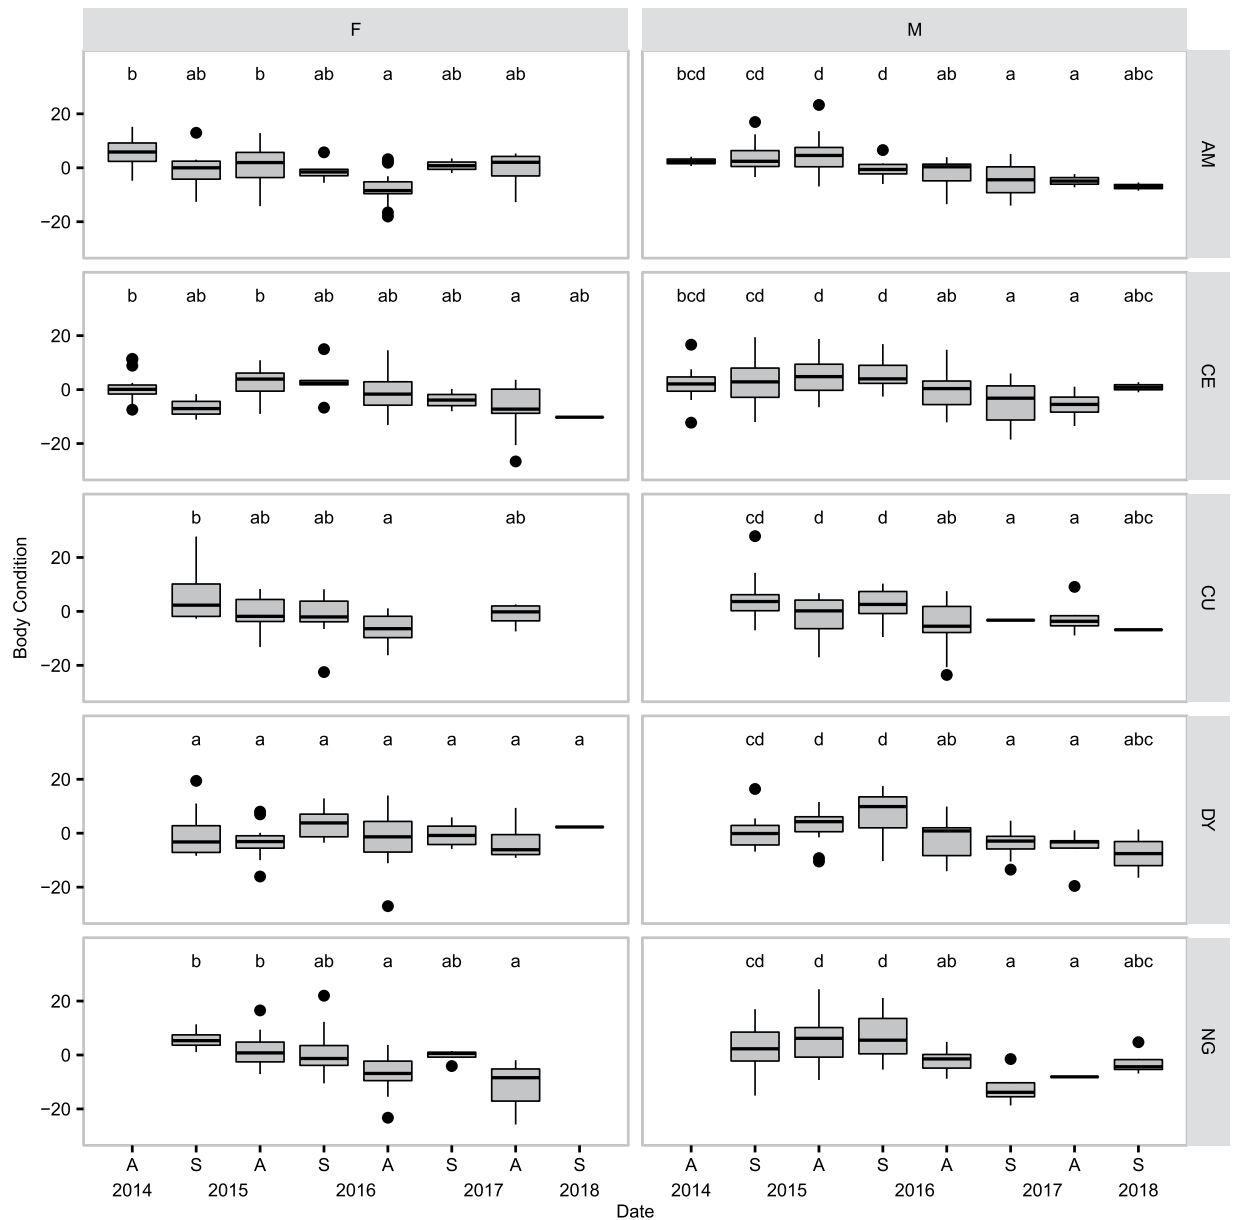 F M
b ab b ab a ab ab bcd cd d d ab a a abc
20
0
−20
AM
b ab b ab ab ab a ab bcd cd d d ab a a abc
20
0
−20
CE
b ab ab a ab cd d d ab a a abc
20
0
−20
CU
Body Condition
a a a a a a a cd d d ab a a abc
20
0
−20
DY
b b ab a ab a cd d d ab a a abc
20
0
−20
NG
A S A S A S A S A S A S A S A S
2014 2015 2016 2017 2018 2014 2015 2016 2017 2018
Date